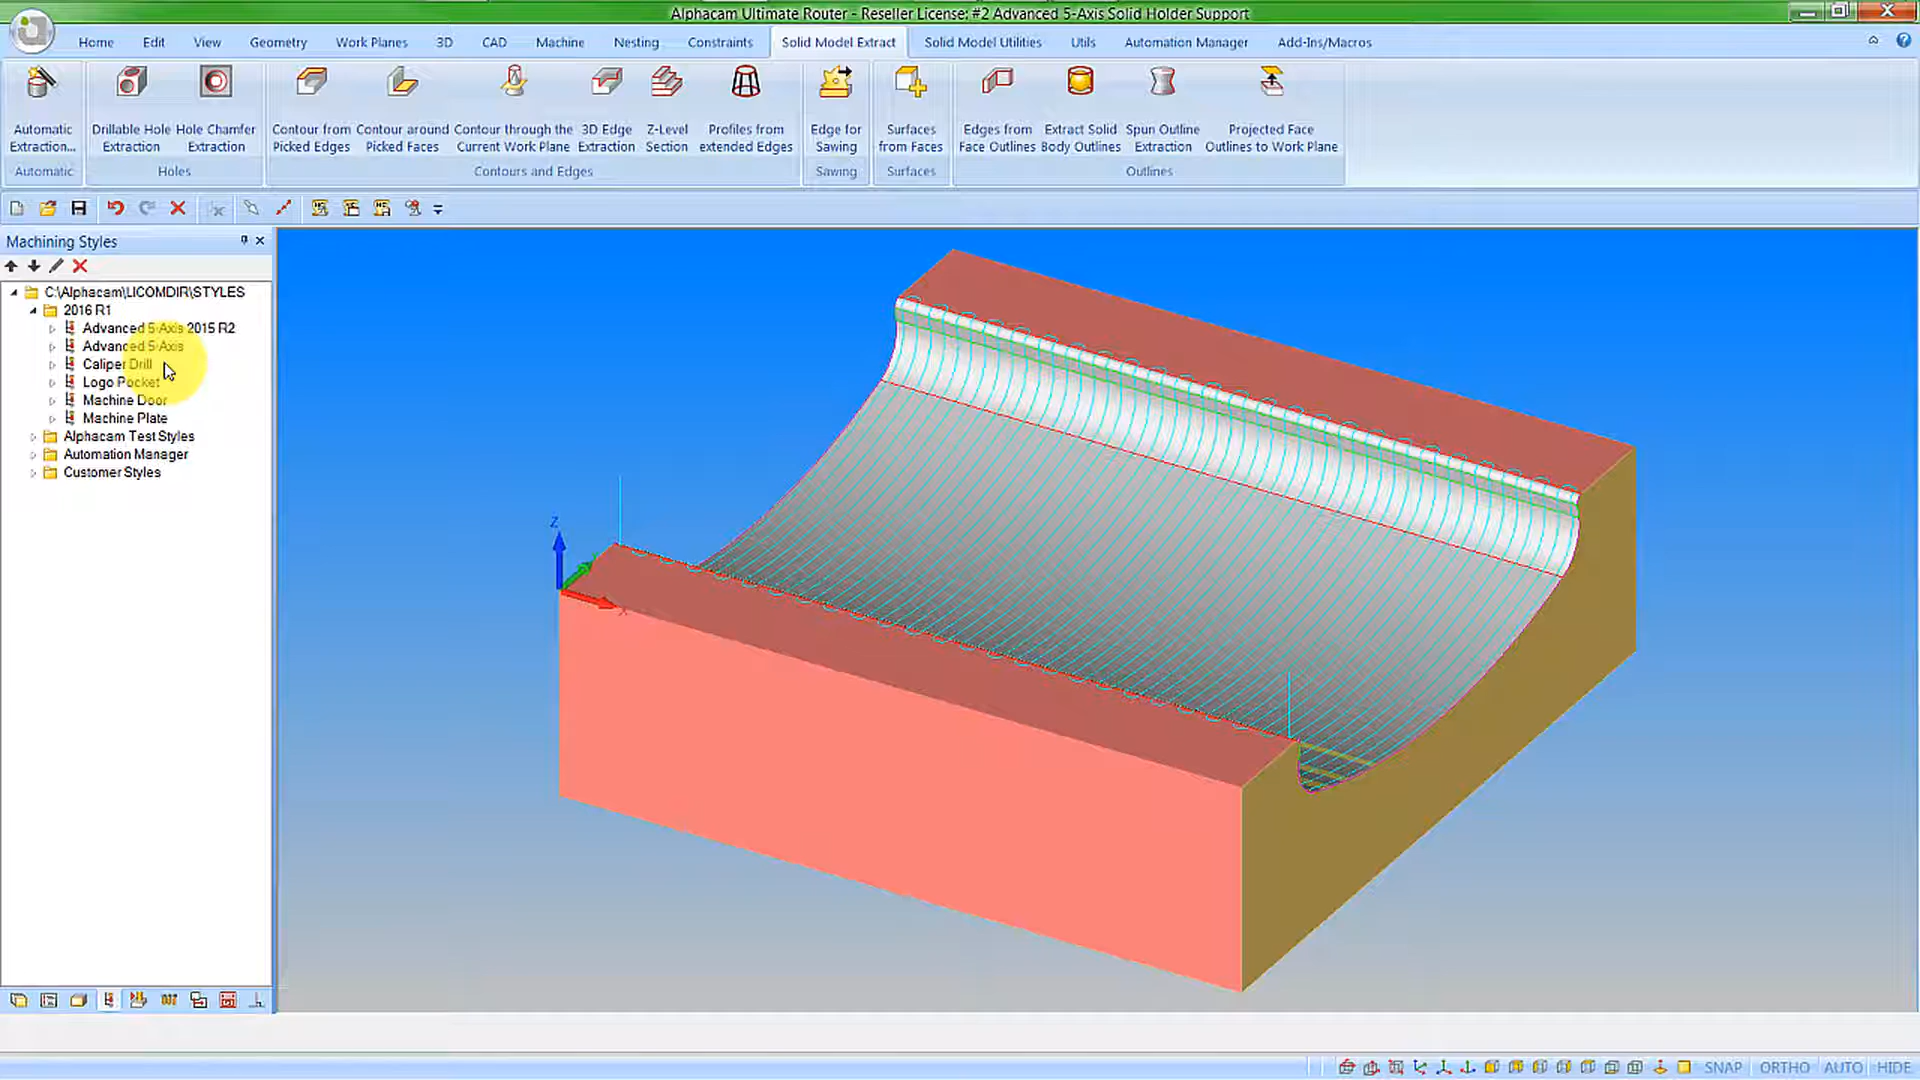 Alphacam Ultimate Router - Reseller License: #2 Advanced 5-Axis Solid Holder Support
Home Edit View Geometry Work Planes 3D CAD Machine Nesting Constraints Solid Model Extract Solid Model Utilities Utils Automation Manager Add-Ins/Macros
Automatic Extraction...
Drillable Hole Extraction
Hole Chamfer Extraction
Contour from Picked Edges
Contour around Picked Faces
Contour through the Current Work Plane
3D Edge Extraction
Z-Level Section
Profiles from extended Edges
Edge for Sawing
Surfaces from Faces
Edges from Face Outlines
Extract Solid Body Outlines
Spun Outline Extraction
Projected Face Outlines to Work Plane
Automatic Holes Contours and Edges Sawing Surfaces Outlines
Machining Styles
C:\Alphacam\LICOMDIR\STYLES
2016 R1
Advanced 5-Axis 2015 R2
Advanced 5-Axis
Caliper Drill
Logo Pocket
Machine Door
Machine Plate
Alphacam Test Styles
Automation Manager
Customer Styles
Z
X
SNAP ORTHO AUTO HIDE